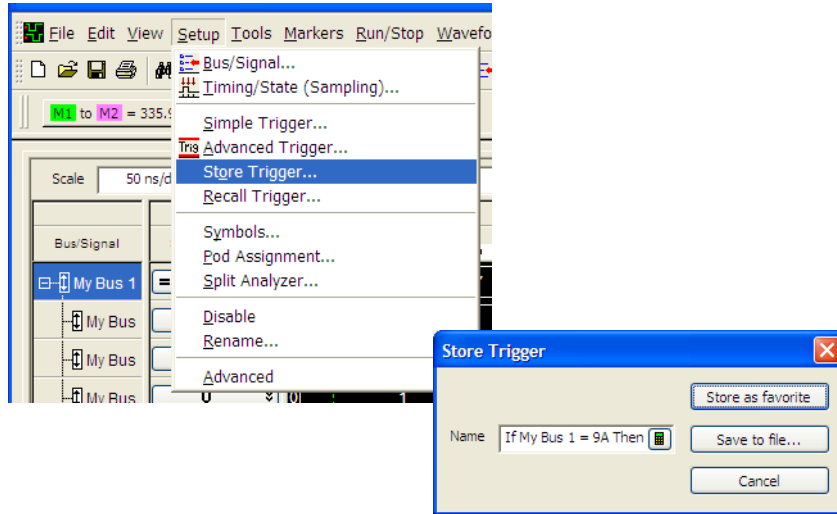 File Edit View Setup Tools Markers Run/Stop Wavefo
Bus/Signal...
Timing/State (Sampling)...
M1 to M2 = 335.9
Simple Trigger...
Trig Advanced Trigger...
Scale 50 ns/d
Store Trigger...
Recall Trigger...
Symbols...
Bus/Signal
Pod Assignment...
My Bus 1 =
Split Analyzer...
My Bus
Disable
Rename...
My Bus
Advanced
My Bus 0 [0] 1
Store Trigger
Store as favorite
Name If My Bus 1 = 9A Then
Save to file...
Cancel